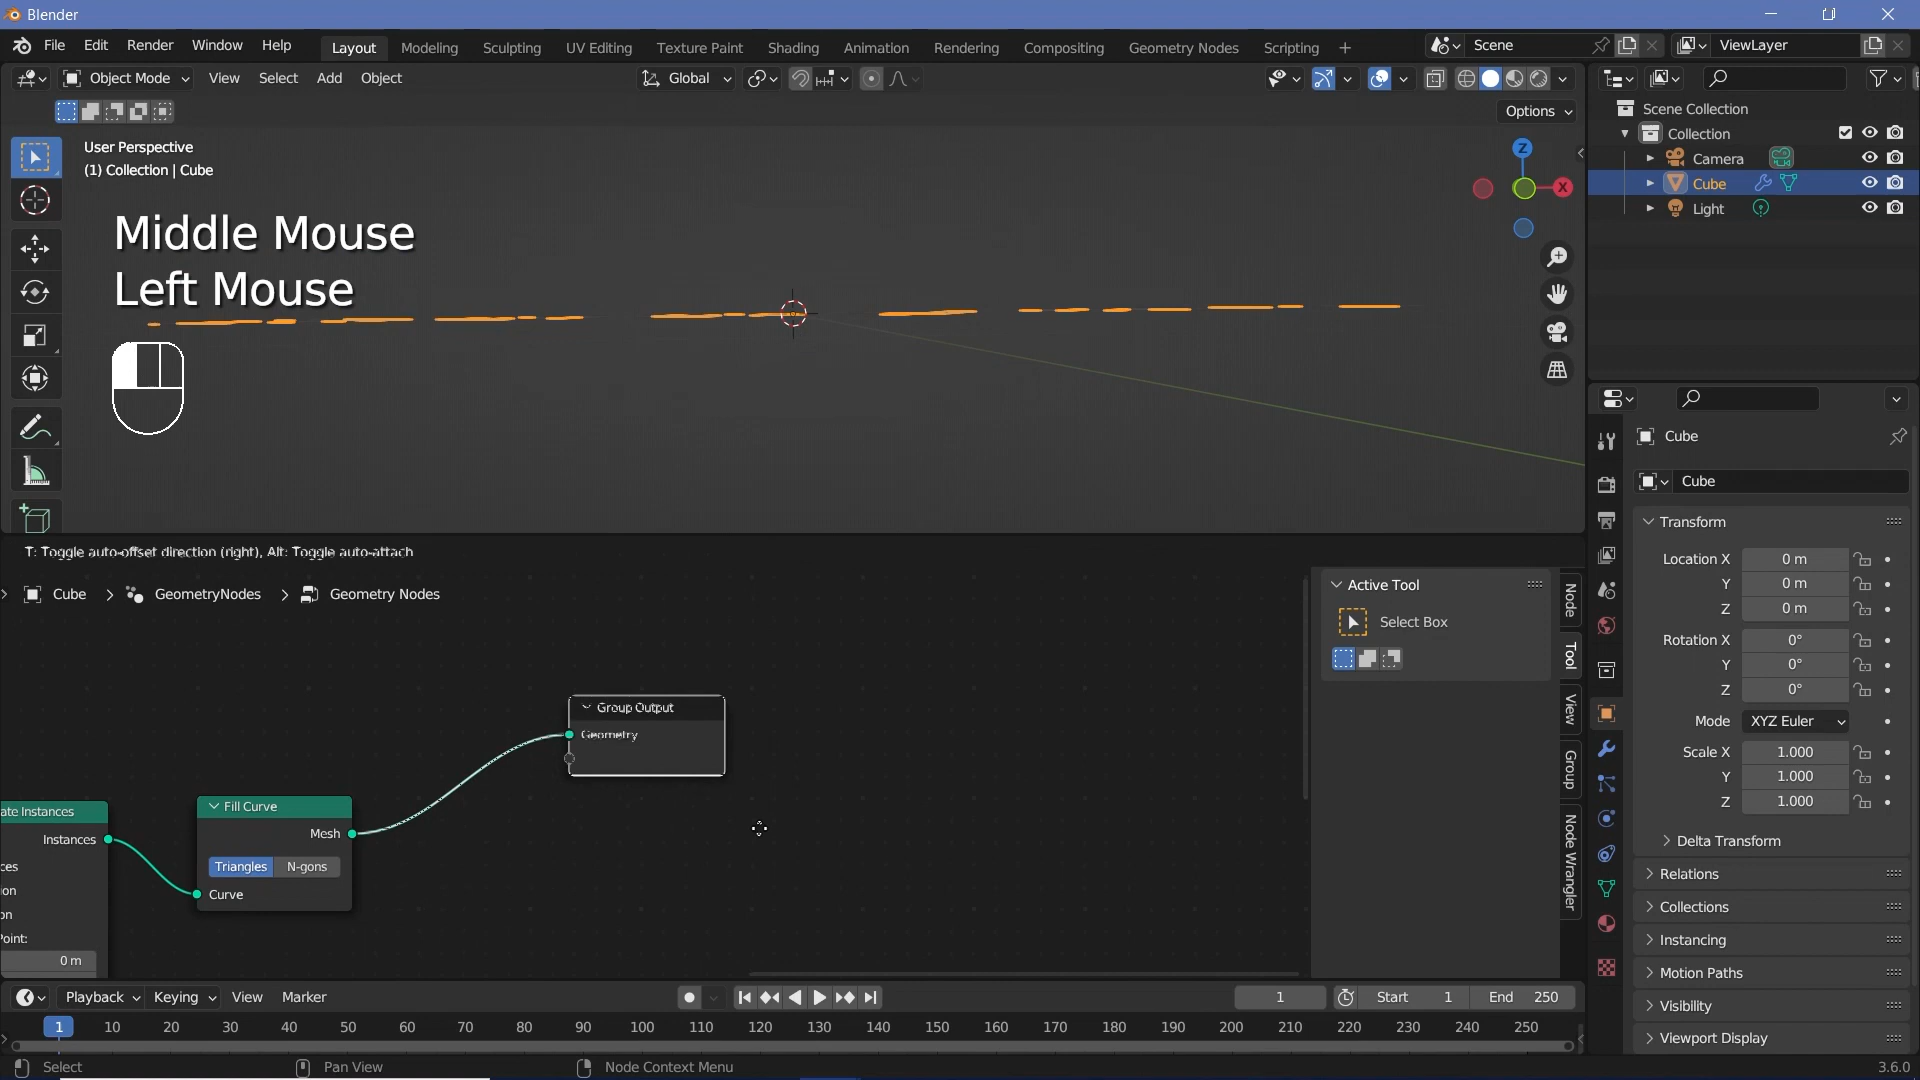 Blender
File Edit Render Window Help
Layout Modeling Sculpting UV Editing Texture Paint Shading Animation Rendering Compositing Geometry Nodes Scripting +
Scene
ViewLayer
Object Mode View Select Add Object
Global
Options
User Perspective
(1) Collection | Cube
Middle Mouse
Left Mouse
Z
X
Scene Collection
Collection
Camera
Cube
Light
T: Toggle auto-offset direction (right), Alt: Toggle auto-attach
Cube > GeometryNodes > Geometry Nodes
ate Instances
Instances
ces
ion
on
Point:
0 m
Fill Curve
Mesh
Triangles N-gons
Curve
Group Output
Geometry
Active Tool
Select Box
Node
Tool
View
Group
Node Wrangler
Cube
Cube
Transform
Location X 0 m
Y 0 m
Z 0 m
Rotation X 0°
Y 0°
Z 0°
Mode XYZ Euler
Scale X 1.000
Y 1.000
Z 1.000
Delta Transform
Relations
Collections
Instancing
Motion Paths
Visibility
Viewport Display
Playback Keying View Marker
1
Start 1
End 250
1 10 20 30 40 50 60 70 80 90 100 110 120 130 140 150 160 170 180 190 200 210 220 230 240 250
Select
Pan View
Node Context Menu
3.6.0